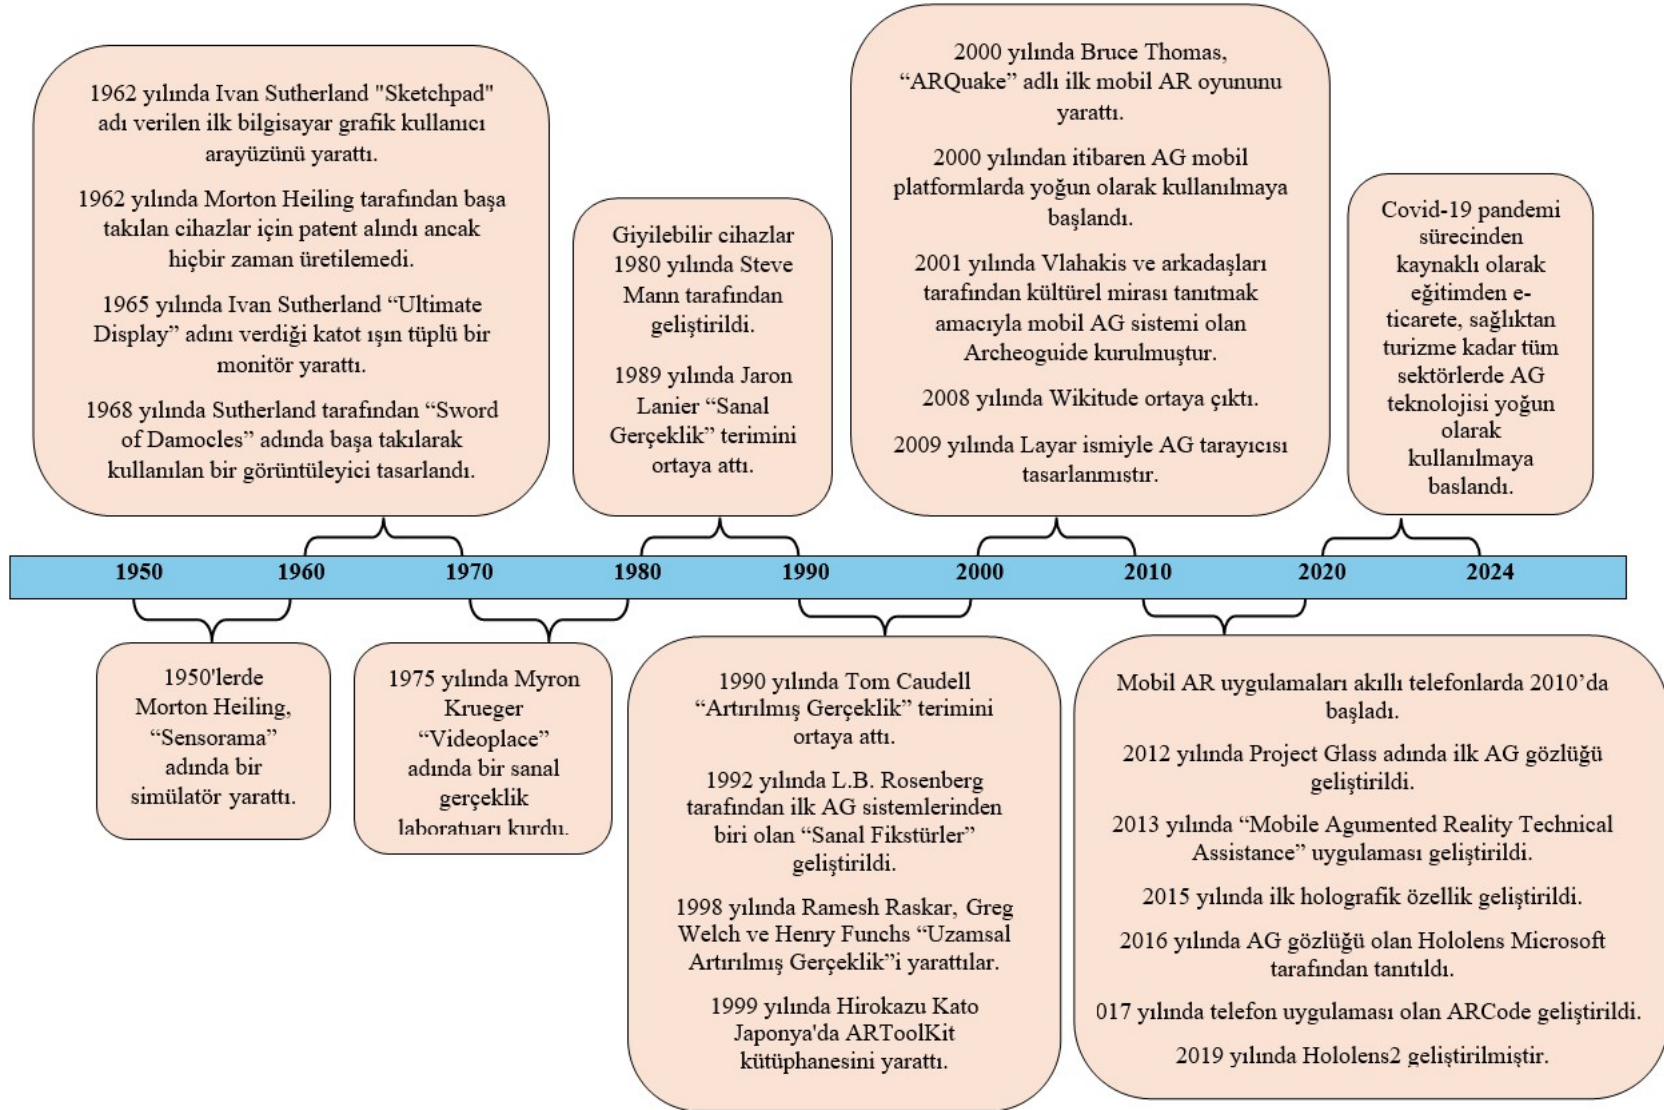 1962 yılında Ivan Sutherland "Sketchpad"
adı verilen ilk bilgisayar grafik kullanıcı
arayüzünü yarattı.
1962 yılında Morton Heiling tarafından başa
takılan cihazlar için patent alındı ancak
hiçbir zaman üretilemedi.
1965 yılında Ivan Sutherland “Ultimate
Display” adını verdiği katot ışın tüplü bir
monitör yarattı.
1968 yılında Sutherland tarafından “Sword
of Damocles” adında başa takılarak
kullanılan bir görüntüleyici tasarlandı.
Giyilebilir cihazlar
1980 yılında Steve
Mann tarafından
geliştirildi.
1989 yılında Jaron
Lanier “Sanal
Gerçeklik” terimini
ortaya attı.
2000 yılında Bruce Thomas,
“ARQuake” adlı ilk mobil AR oyununu
yarattı.
2000 yılından itibaren AG mobil
platformlarda yoğun olarak kullanılmaya
başlandı.
2001 yılında Vlahakis ve arkadaşları
tarafından kültürel mirası tanıtmak
amacıyla mobil AG sistemi olan
Archeoguide kurulmuştur.
2008 yılında Wikitude ortaya çıktı.
2009 yılında Layar ismiyle AG tarayıcısı
tasarlanmıstır.
Covid-19 pandemi
sürecinden
kaynaklı olarak
eğitimden e-
ticarete, sağlıktan
turizme kadar tüm
sektörlerde AG
teknolojisi yoğun
olarak
kullanılmaya
baslandı.
1950 1960 1970 1980 1990 2000 2010 2020 2024
1950'lerde
Morton Heiling,
“Sensorama”
adında bir
simülatör yarattı.
1975 yılında Myron
Krueger
“Videoplace”
adında bir sanal
gerçeklik
laboratuarı kurdu.
1990 yılında Tom Caudell
“Artırılmış Gerçeklik” terimini
ortaya attı.
1992 yılında L.B. Rosenberg
tarafından ilk AG sistemlerinden
biri olan “Sanal Fikstürler”
geliştirildi.
1998 yılında Ramesh Raskar, Greg
Welch ve Henry Funchs “Uzamsal
Artırılmış Gerçeklik”i yarattılar.
1999 yılında Hirokazu Kato
Japonya'da ARToolKit
kütüphanesini yarattı.
Mobil AR uygulamaları akıllı telefonlarda 2010’da
başladı.
2012 yılında Project Glass adında ilk AG gözlüğü
geliştirildi.
2013 yılında “Mobile Agumented Reality Technical
Assistance” uygulaması geliştirildi.
2015 yılında ilk holografik özellik geliştirildi.
2016 yılında AG gözlüğü olan Hololens Microsoft
tarafından tanıtıldı.
017 yılında telefon uygulaması olan ARCode geliştirildi.
2019 yılında Hololens2 geliştirilmiştir.